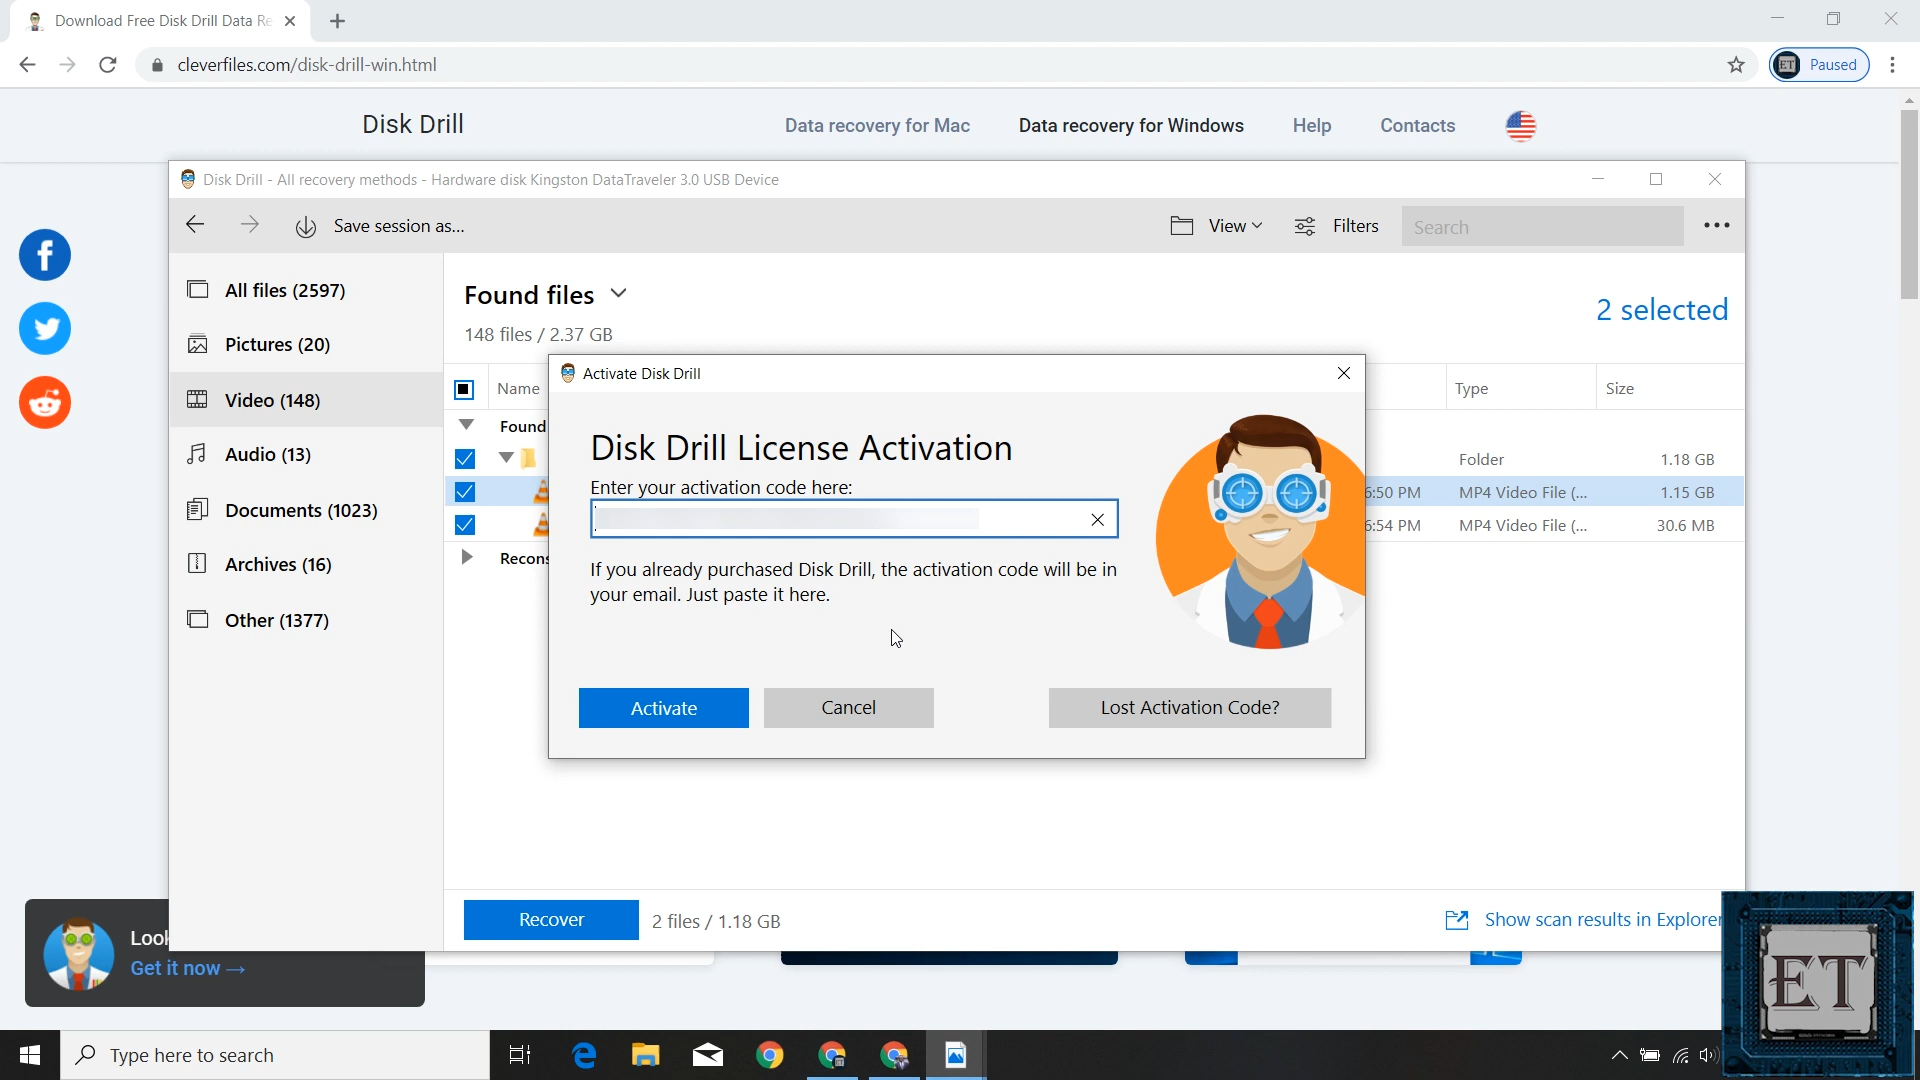 Download Free Disk Drill Data Re
cleverfiles.com/disk-drill-win.html
ET
Paused
Disk Drill
Data recovery for Mac
Data recovery for Windows
Help
Contacts
Disk Drill - All recovery methods - Hardware disk Kingston DataTraveler 3.0 USB Device
Save session as...
View
Filters
Search
All files (2597)
Pictures (20)
Video (148)
Audio (13)
Documents (1023)
Archives (16)
Other (1377)
Found files
148 files / 2.37 GB
2 selected
Name
Type
Size
Found
Folder
1.18 GB
6:50 PM
MP4 Video File (...
1.15 GB
6:54 PM
MP4 Video File (...
30.6 MB
Recons
Activate Disk Drill
Disk Drill License Activation
Enter your activation code here:
If you already purchased Disk Drill, the activation code will be in
your email. Just paste it here.
Activate
Cancel
Lost Activation Code?
Recover
2 files / 1.18 GB
Show scan results in Explorer
Look
Get it now →
ET
Type here to search